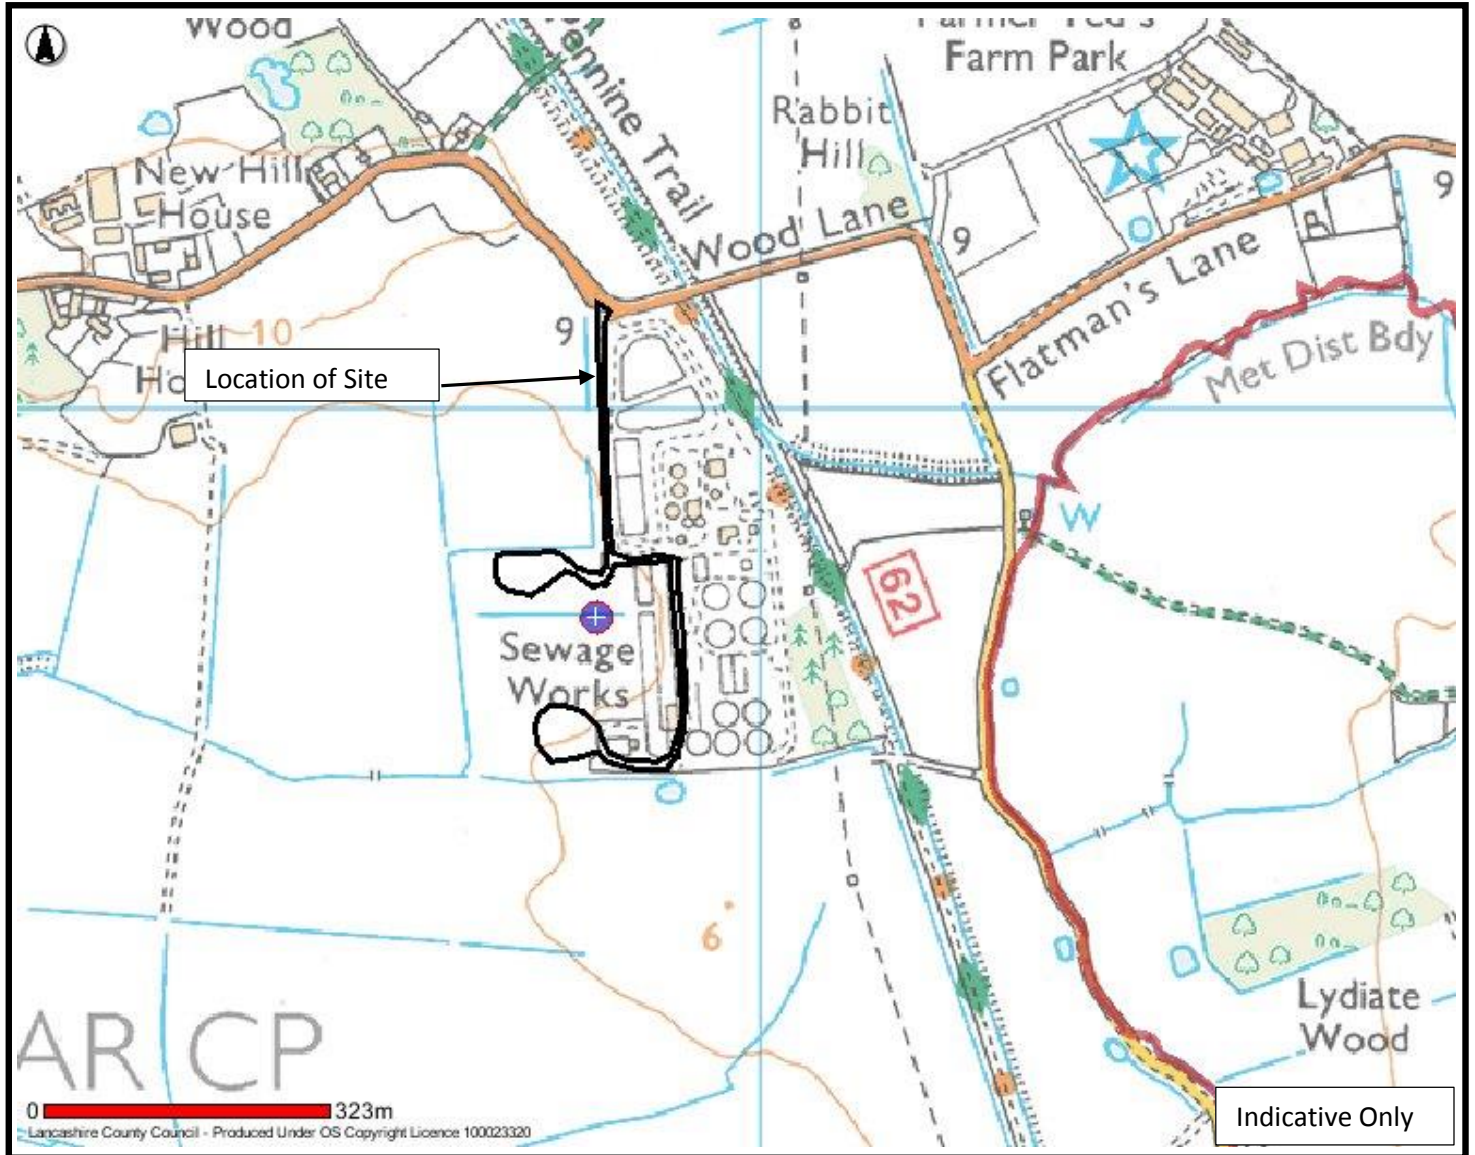 Wood
Pennine Trail
Farmer Ted's
Farm Park
Rabbit
Hill
New Hill
House
Wood Lane
9
9
Flatman's Lane
10
9
Met Dist Bdy
Location of Site
W
62
Sewage
Works
6
Lydiate
Wood
AR CP
0 323m
Lancashire County Council - Produced Under OS Copyright Licence 100023320
Indicative Only